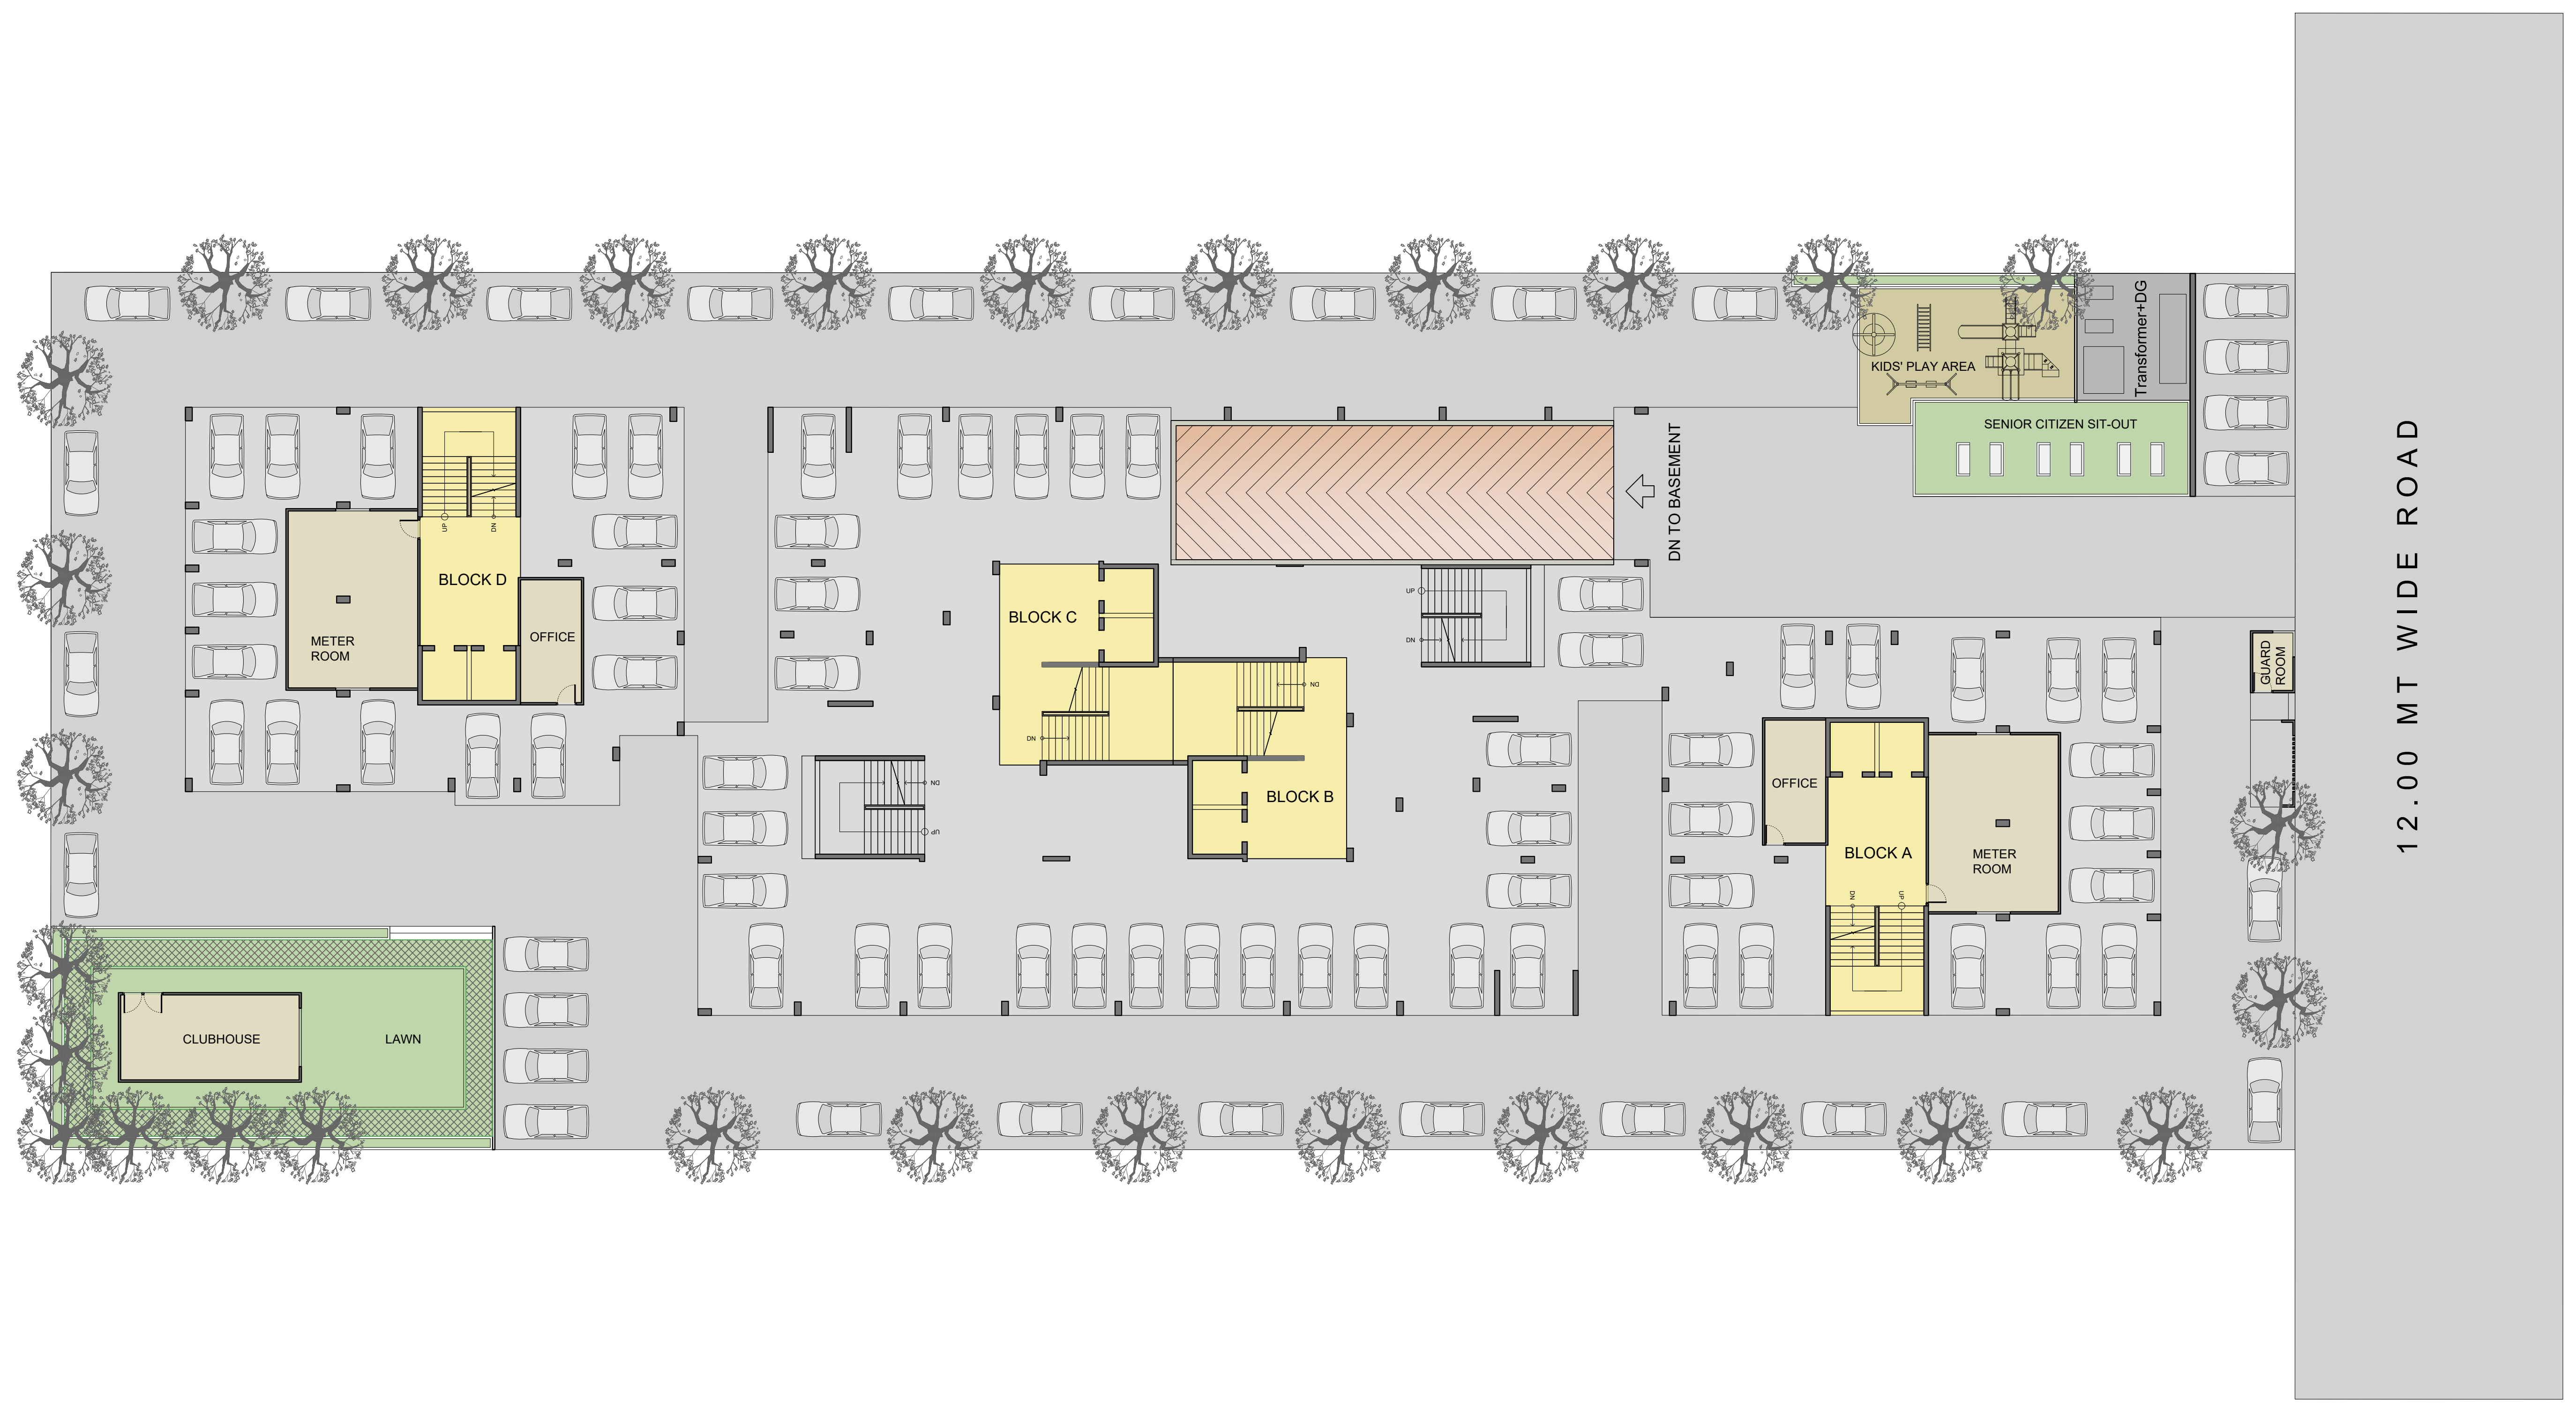 Transformer+DG
KIDS' PLAY AREA
SENIOR CITIZEN SIT-OUT
DN TO BASEMENT
12.00 MT WIDE ROAD
UP
DN
BLOCK D
METER
ROOM
OFFICE
BLOCK C
UP
DN
GUARD
ROOM
DN
DN
DN
UP
BLOCK B
OFFICE
BLOCK A
METER
ROOM
DN
UP
CLUBHOUSE
LAWN